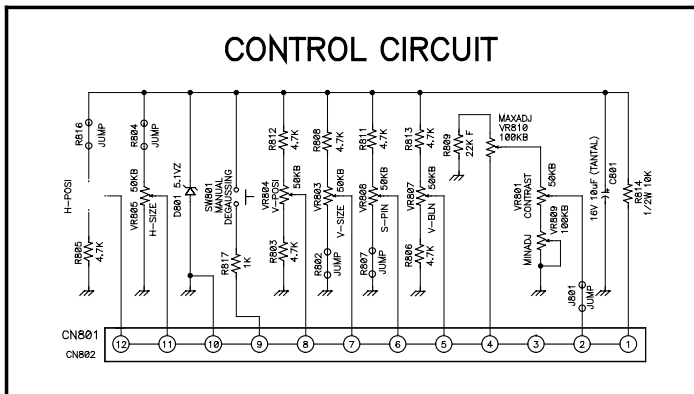 CONTROL CIRCUIT
R816
JUMP
H-POSI
R805
4.7K
R804
JUMP
50KB
VR805
H-SIZE
D801 5.1VZ
SW801
MANUAL
DEGAUSSING
R817
1K
R812
4.7K
50KB
VR804
V-POSI
R803
4.7K
R808
4.7K
50KB
VR803
V-SIZE
R802
JUMP
R811
4.7K
50KB
VR808
S-PIN
R807
JUMP
R813
4.7K
50KB
VR807
V-BLN
R806
4.7K
R809
22K F
MAXADJ
VR810
100KB
50KB
VR801
CONTRAST
VR809
100KB
MINADJ
J801
JUMP
16V 10uF (TANTAL)
C801
R814
1/2W 10K
CN801
CN802
12 11 10 9 8 7 6 5 4 3 2 1